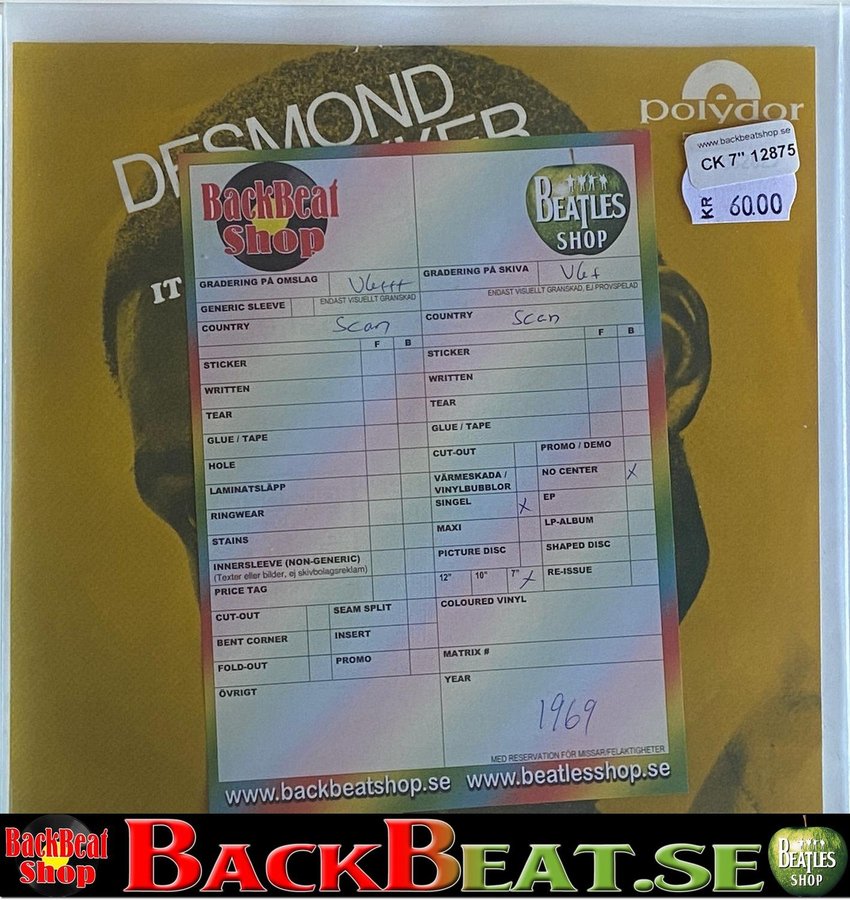 DESMOND
polydor
www.backbeatshop.se
CK 7" 12875
KR 60.00
IT
BackBeat
Shop
BEATLES
SHOP
GRADERING PÅ OMSLAG
GRADERING PÅ SKIVA
ENDAST VISUELLT GRANSKAD
ENDAST VISUELLT GRANSKAD, EJ PROVSPELAD
GENERIC SLEEVE
COUNTRY Scan
COUNTRY Scan
F B
F B
STICKER
STICKER
WRITTEN
WRITTEN
TEAR
TEAR
GLUE / TAPE
GLUE / TAPE
HOLE
CUT-OUT
PROMO / DEMO
LAMINATSLÄPP
VÄRMESKADA /
VINYLBUBBLOR
NO CENTER X
RINGWEAR
SINGEL X
EP
STAINS
MAXI
LP-ALBUM
INNERSLEEVE (NON-GENERIC)
(Texter eller bilder, ej skivbolagsreklam)
PICTURE DISC
SHAPED DISC
PRICE TAG
12" 10" 7" X
RE-ISSUE
CUT-OUT
SEAM SPLIT
COLOURED VINYL
BENT CORNER
INSERT
FOLD-OUT
PROMO
MATRIX #
ÖVRIGT
YEAR
1969
MED RESERVATION FÖR MISSAR/FELAKTIGHETER
www.backbeatshop.se www.beatlesshop.se
BackBeat
Shop
BACKBEAT.SE
BEATLES
SHOP